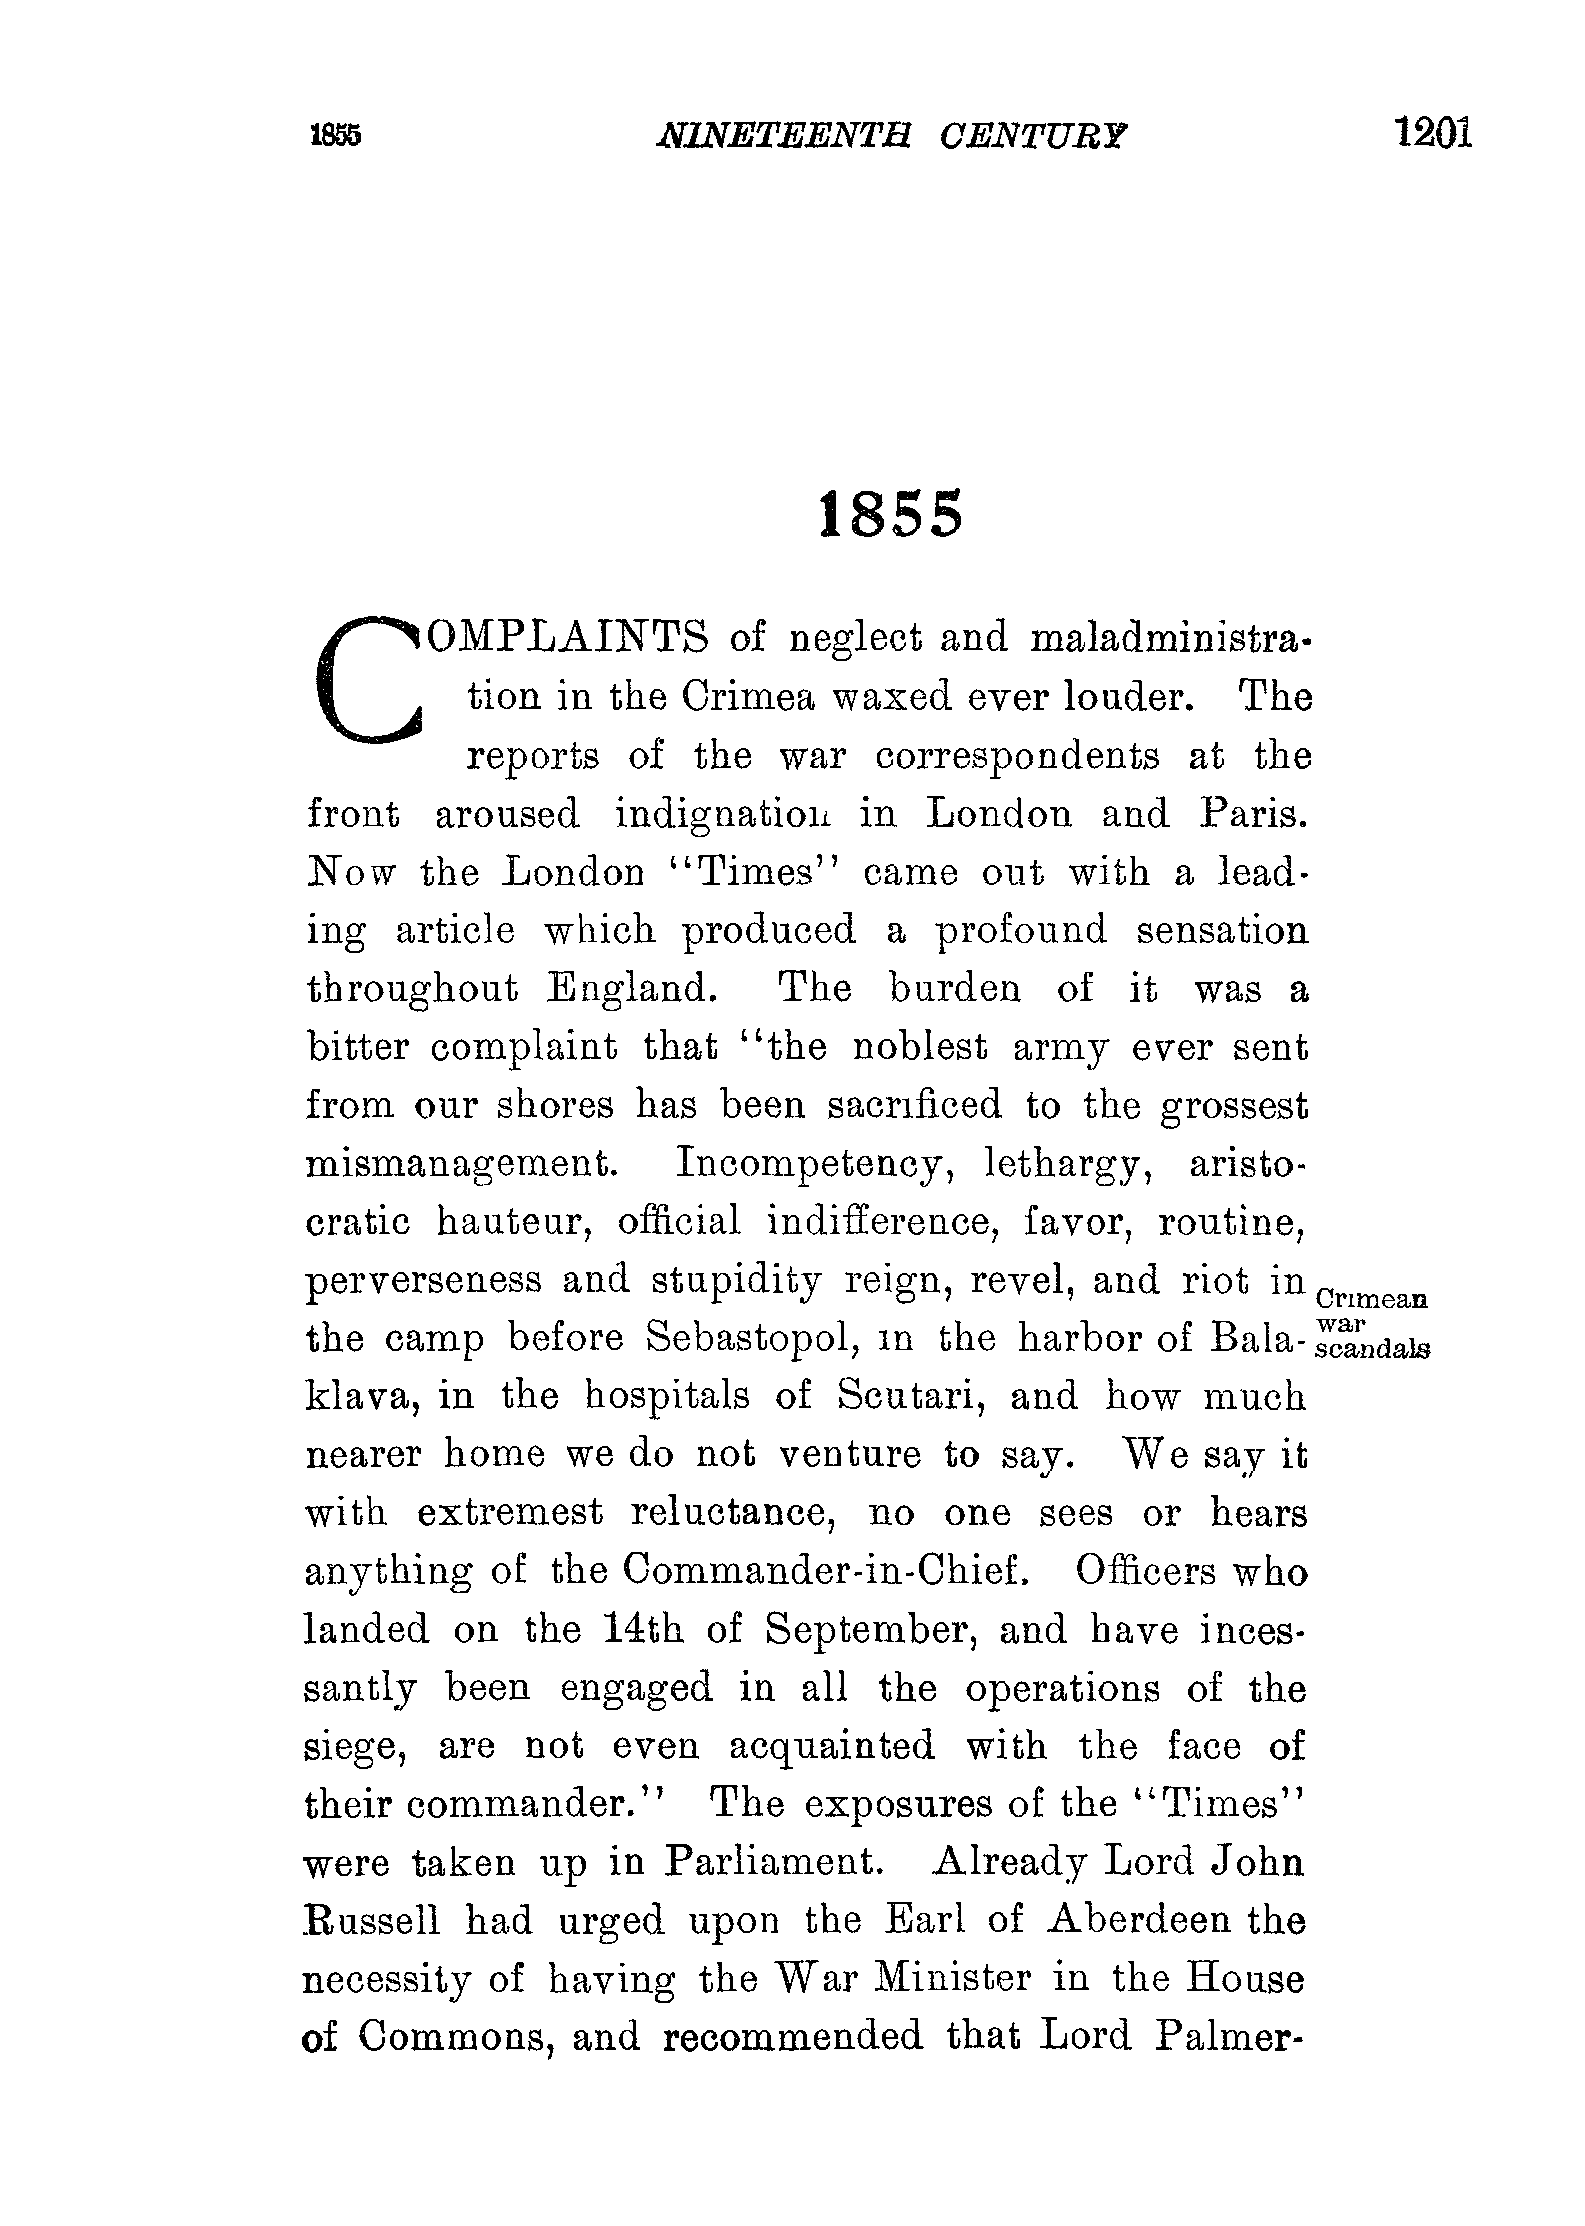 1855 NINETEENTH CENTURY 1201
1855
COMPLAINTS of neglect and maladministra-
tion in the Crimea waxed ever louder. The
reports of the war correspondents at the
front aroused indignation in London and Paris.
Now the London "Times" came out with a lead-
ing article which produced a profound sensation
throughout England. The burden of it was a
bitter complaint that "the noblest army ever sent
from our shores has been sacrificed to the grossest
mismanagement. Incompetency, lethargy, aristo-
cratic hauteur, official indifference, favor, routine,
perverseness and stupidity reign, revel, and riot in
the camp before Sebastopol, in the harbor of Bala-
klava, in the hospitals of Scutari, and how much
nearer home we do not venture to say. We say it
with extremest reluctance, no one sees or hears
anything of the Commander-in-Chief. Officers who
landed on the 14th of September, and have inces-
santly been engaged in all the operations of the
siege, are not even acquainted with the face of
their commander." The exposures of the "Times"
were taken up in Parliament. Already Lord John
Russell had urged upon the Earl of Aberdeen the
necessity of having the War Minister in the House
of Commons, and recommended that Lord Palmer-
Crimean
war
scandals